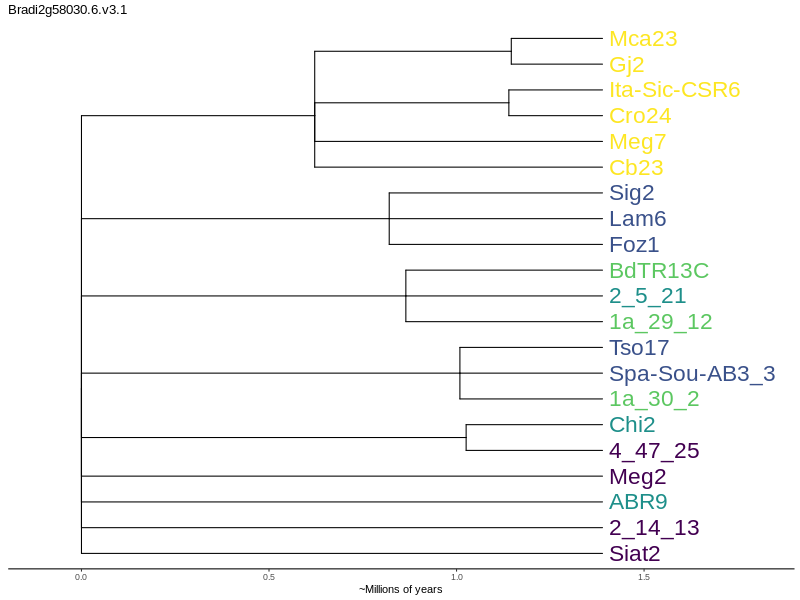 Bradi2g58030.6.v3.1
Mca23
Gj2
Ita-Sic-CSR6
Cro24
Meg7
Cb23
Sig2
Lam6
Foz1
BdTR13C
2_5_21
1a_29_12
Tso17
Spa-Sou-AB3_3
1a_30_2
Chi2
4_47_25
Meg2
ABR9
2_14_13
Siat2
0.0 0.5 1.0 1.5
~Millions of years